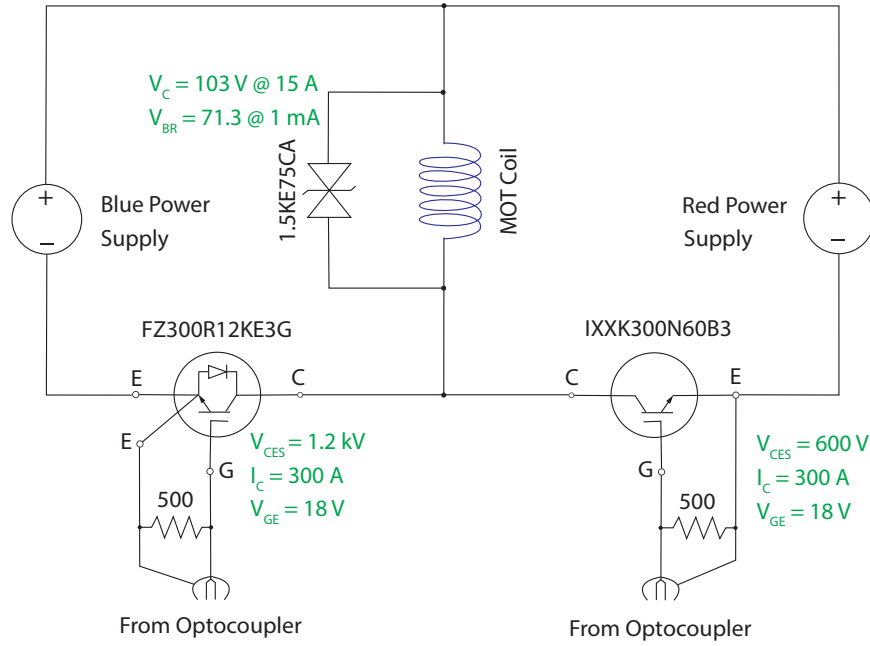 V_C = 103 V @ 15 A
V_BR = 71.3 @ 1 mA
1.5KE75CA
MOT Coil
+
−
Blue Power
Supply
Red Power
Supply
+
−
FZ300R12KE3G
IXXK300N60B3
E
C
C
E
E
G
G
V_CES = 1.2 kV
I_C = 300 A
V_GE = 18 V
V_CES = 600 V
I_C = 300 A
V_GE = 18 V
500
500
From Optocoupler
From Optocoupler